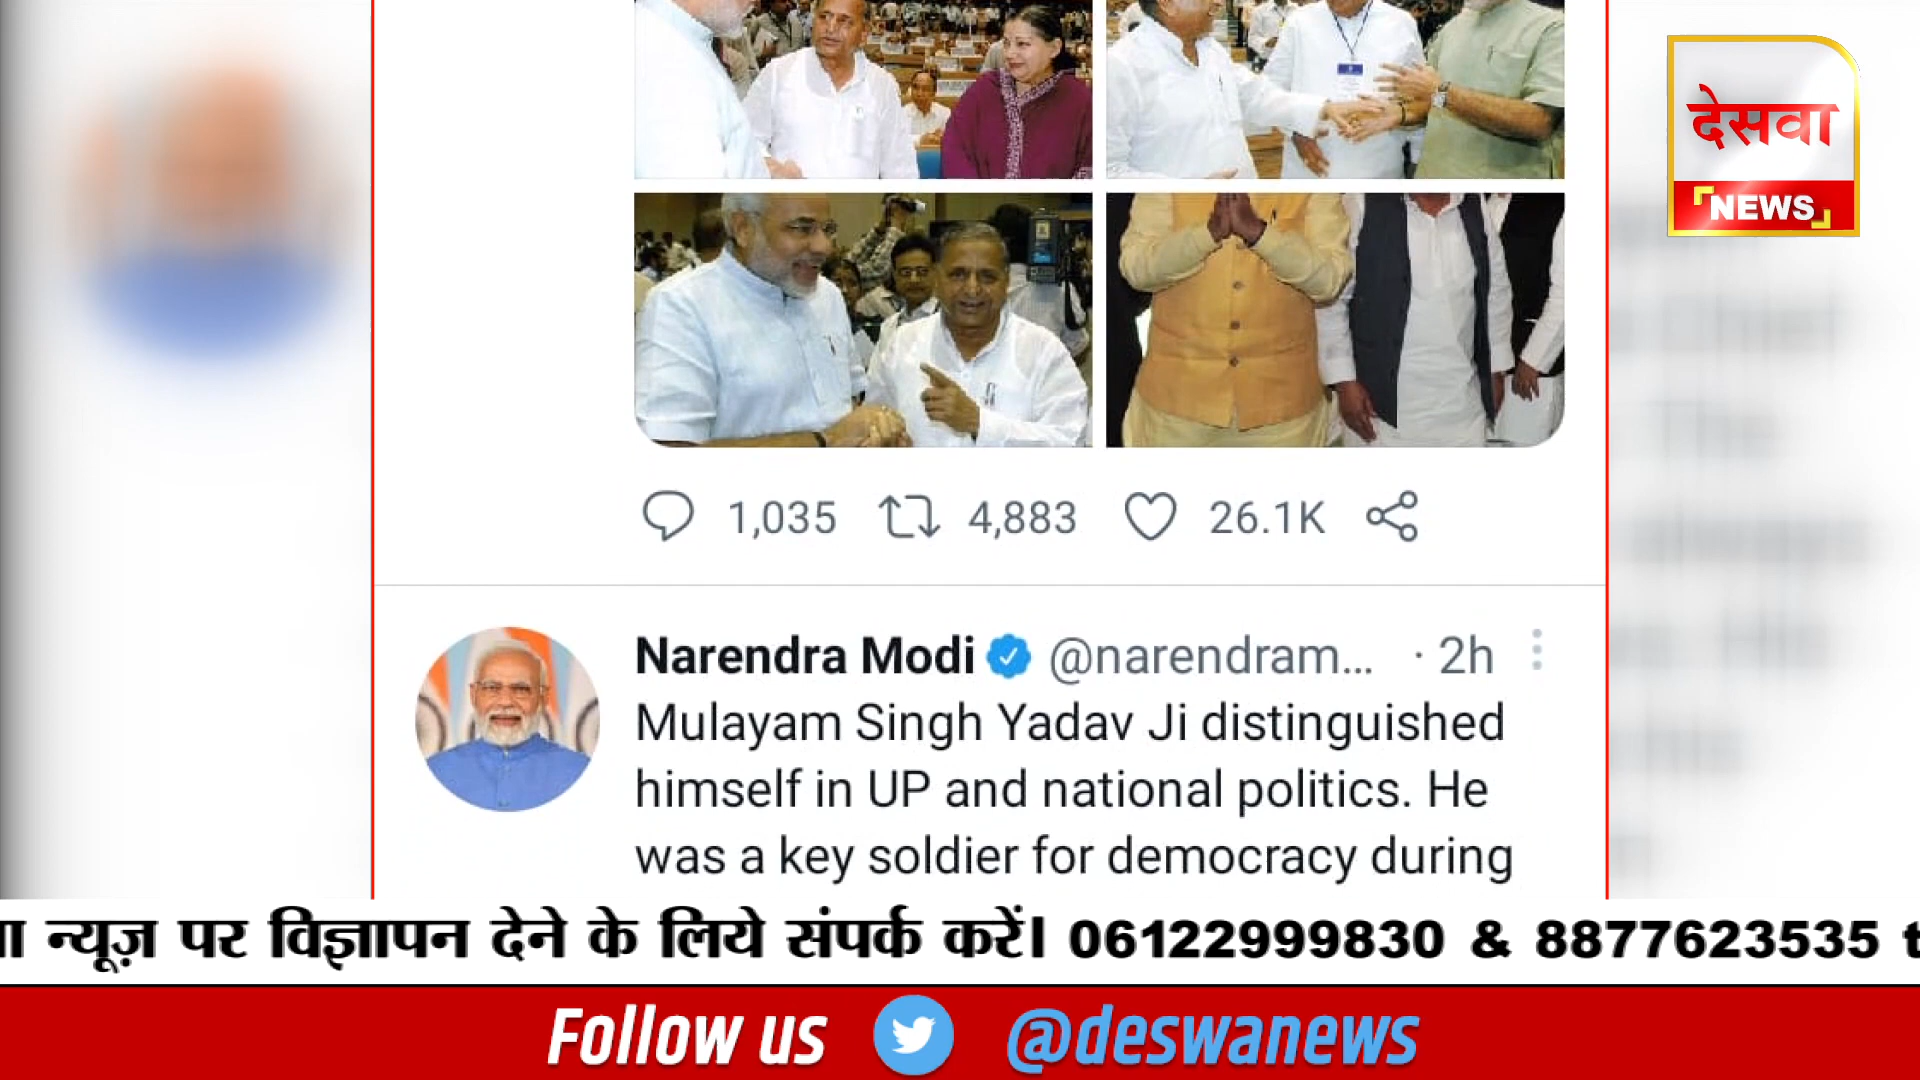 देसवा
NEWS
1,035 4,883 26.1K
Narendra Modi @narendram... · 2h
Mulayam Singh Yadav Ji distinguished
himself in UP and national politics. He
was a key soldier for democracy during
न्यूज़ पर विज्ञापन देने के लिये संपर्क करें। 06122999830 & 8877623535
Follow us @deswanews